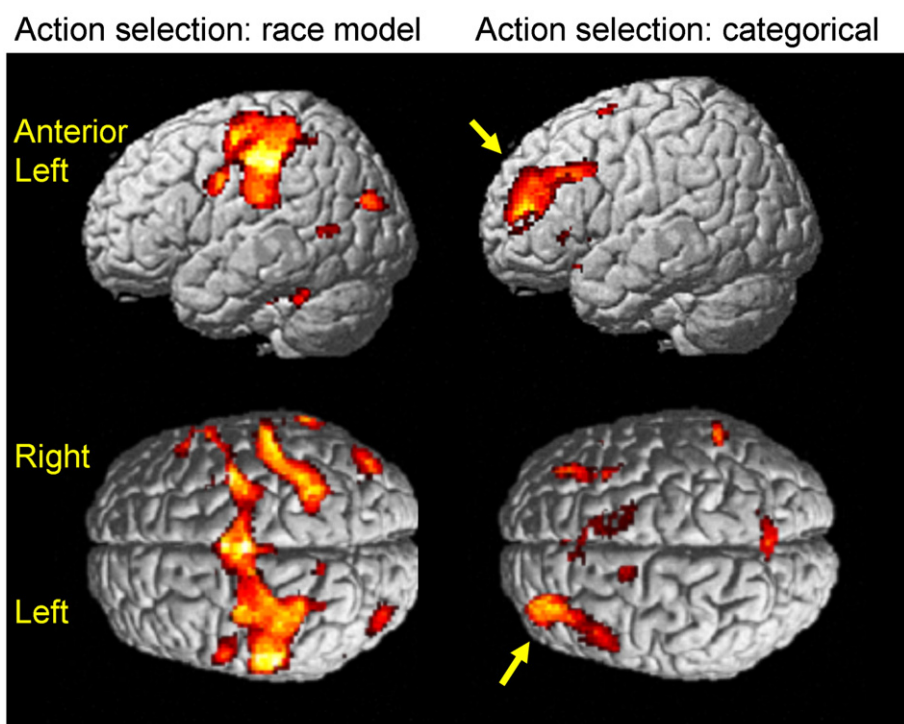 Action selection: race model
Action selection: categorical
Anterior
Left
Right
Left